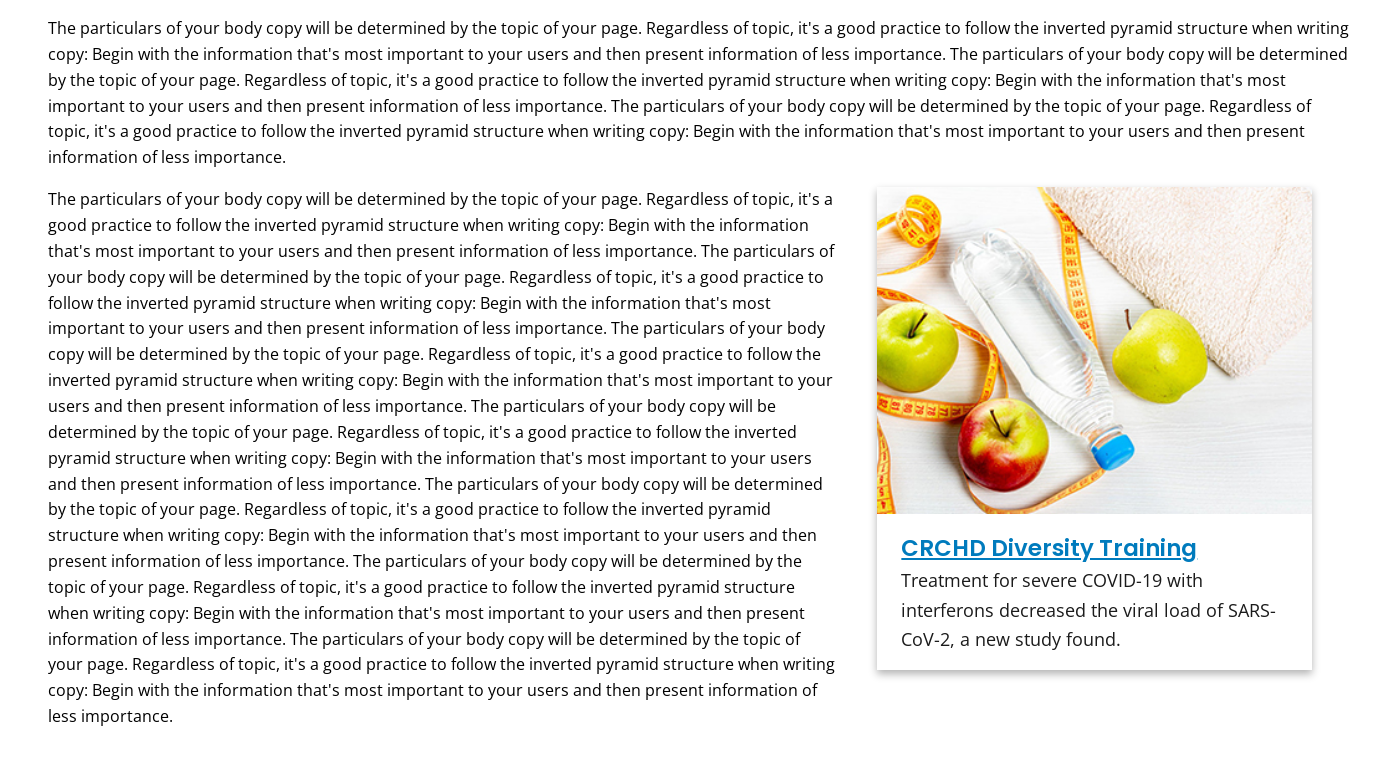 The particulars of your body copy will be determined by the topic of your page. Regardless of topic, it's a good practice to follow the inverted pyramid structure when writing
copy: Begin with the information that's most important to your users and then present information of less importance. The particulars of your body copy will be determined
by the topic of your page. Regardless of topic, it's a good practice to follow the inverted pyramid structure when writing copy: Begin with the information that's most
important to your users and then present information of less importance. The particulars of your body copy will be determined by the topic of your page. Regardless of
topic, it's a good practice to follow the inverted pyramid structure when writing copy: Begin with the information that's most important to your users and then present
information of less importance.
The particulars of your body copy will be determined by the topic of your page. Regardless of topic, it's a
good practice to follow the inverted pyramid structure when writing copy: Begin with the information
that's most important to your users and then present information of less importance. The particulars of
your body copy will be determined by the topic of your page. Regardless of topic, it's a good practice to
follow the inverted pyramid structure when writing copy: Begin with the information that's most
important to your users and then present information of less importance. The particulars of your body
copy will be determined by the topic of your page. Regardless of topic, it's a good practice to follow the
inverted pyramid structure when writing copy: Begin with the information that's most important to your
users and then present information of less importance. The particulars of your body copy will be
determined by the topic of your page. Regardless of topic, it's a good practice to follow the inverted
pyramid structure when writing copy: Begin with the information that's most important to your users
and then present information of less importance. The particulars of your body copy will be determined
by the topic of your page. Regardless of topic, it's a good practice to follow the inverted pyramid
structure when writing copy: Begin with the information that's most important to your users and then
present information of less importance. The particulars of your body copy will be determined by the
topic of your page. Regardless of topic, it's a good practice to follow the inverted pyramid structure
when writing copy: Begin with the information that's most important to your users and then present
information of less importance. The particulars of your body copy will be determined by the topic of
your page. Regardless of topic, it's a good practice to follow the inverted pyramid structure when writing
copy: Begin with the information that's most important to your users and then present information of
less importance.
CRCHD Diversity Training
Treatment for severe COVID-19 with
interferons decreased the viral load of SARS-
CoV-2, a new study found.